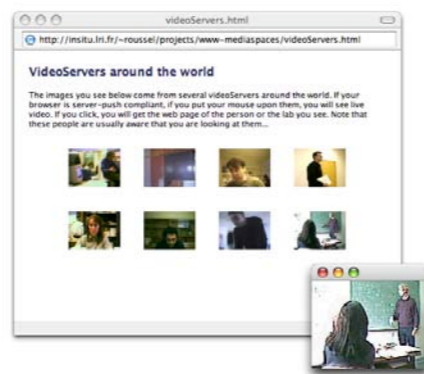 videoServers.html
http://insitu.lri.fr/~roussel/projects/www-mediaspaces/videoServers.html
VideoServers around the world
The images you see below come from several videoServers around the world. If your
browser is server-push compliant, if you put your mouse upon them, you will see live
video. If you click, you will get the web page of the person or the lab you see. Note that
these people are usually aware that you are looking at them...